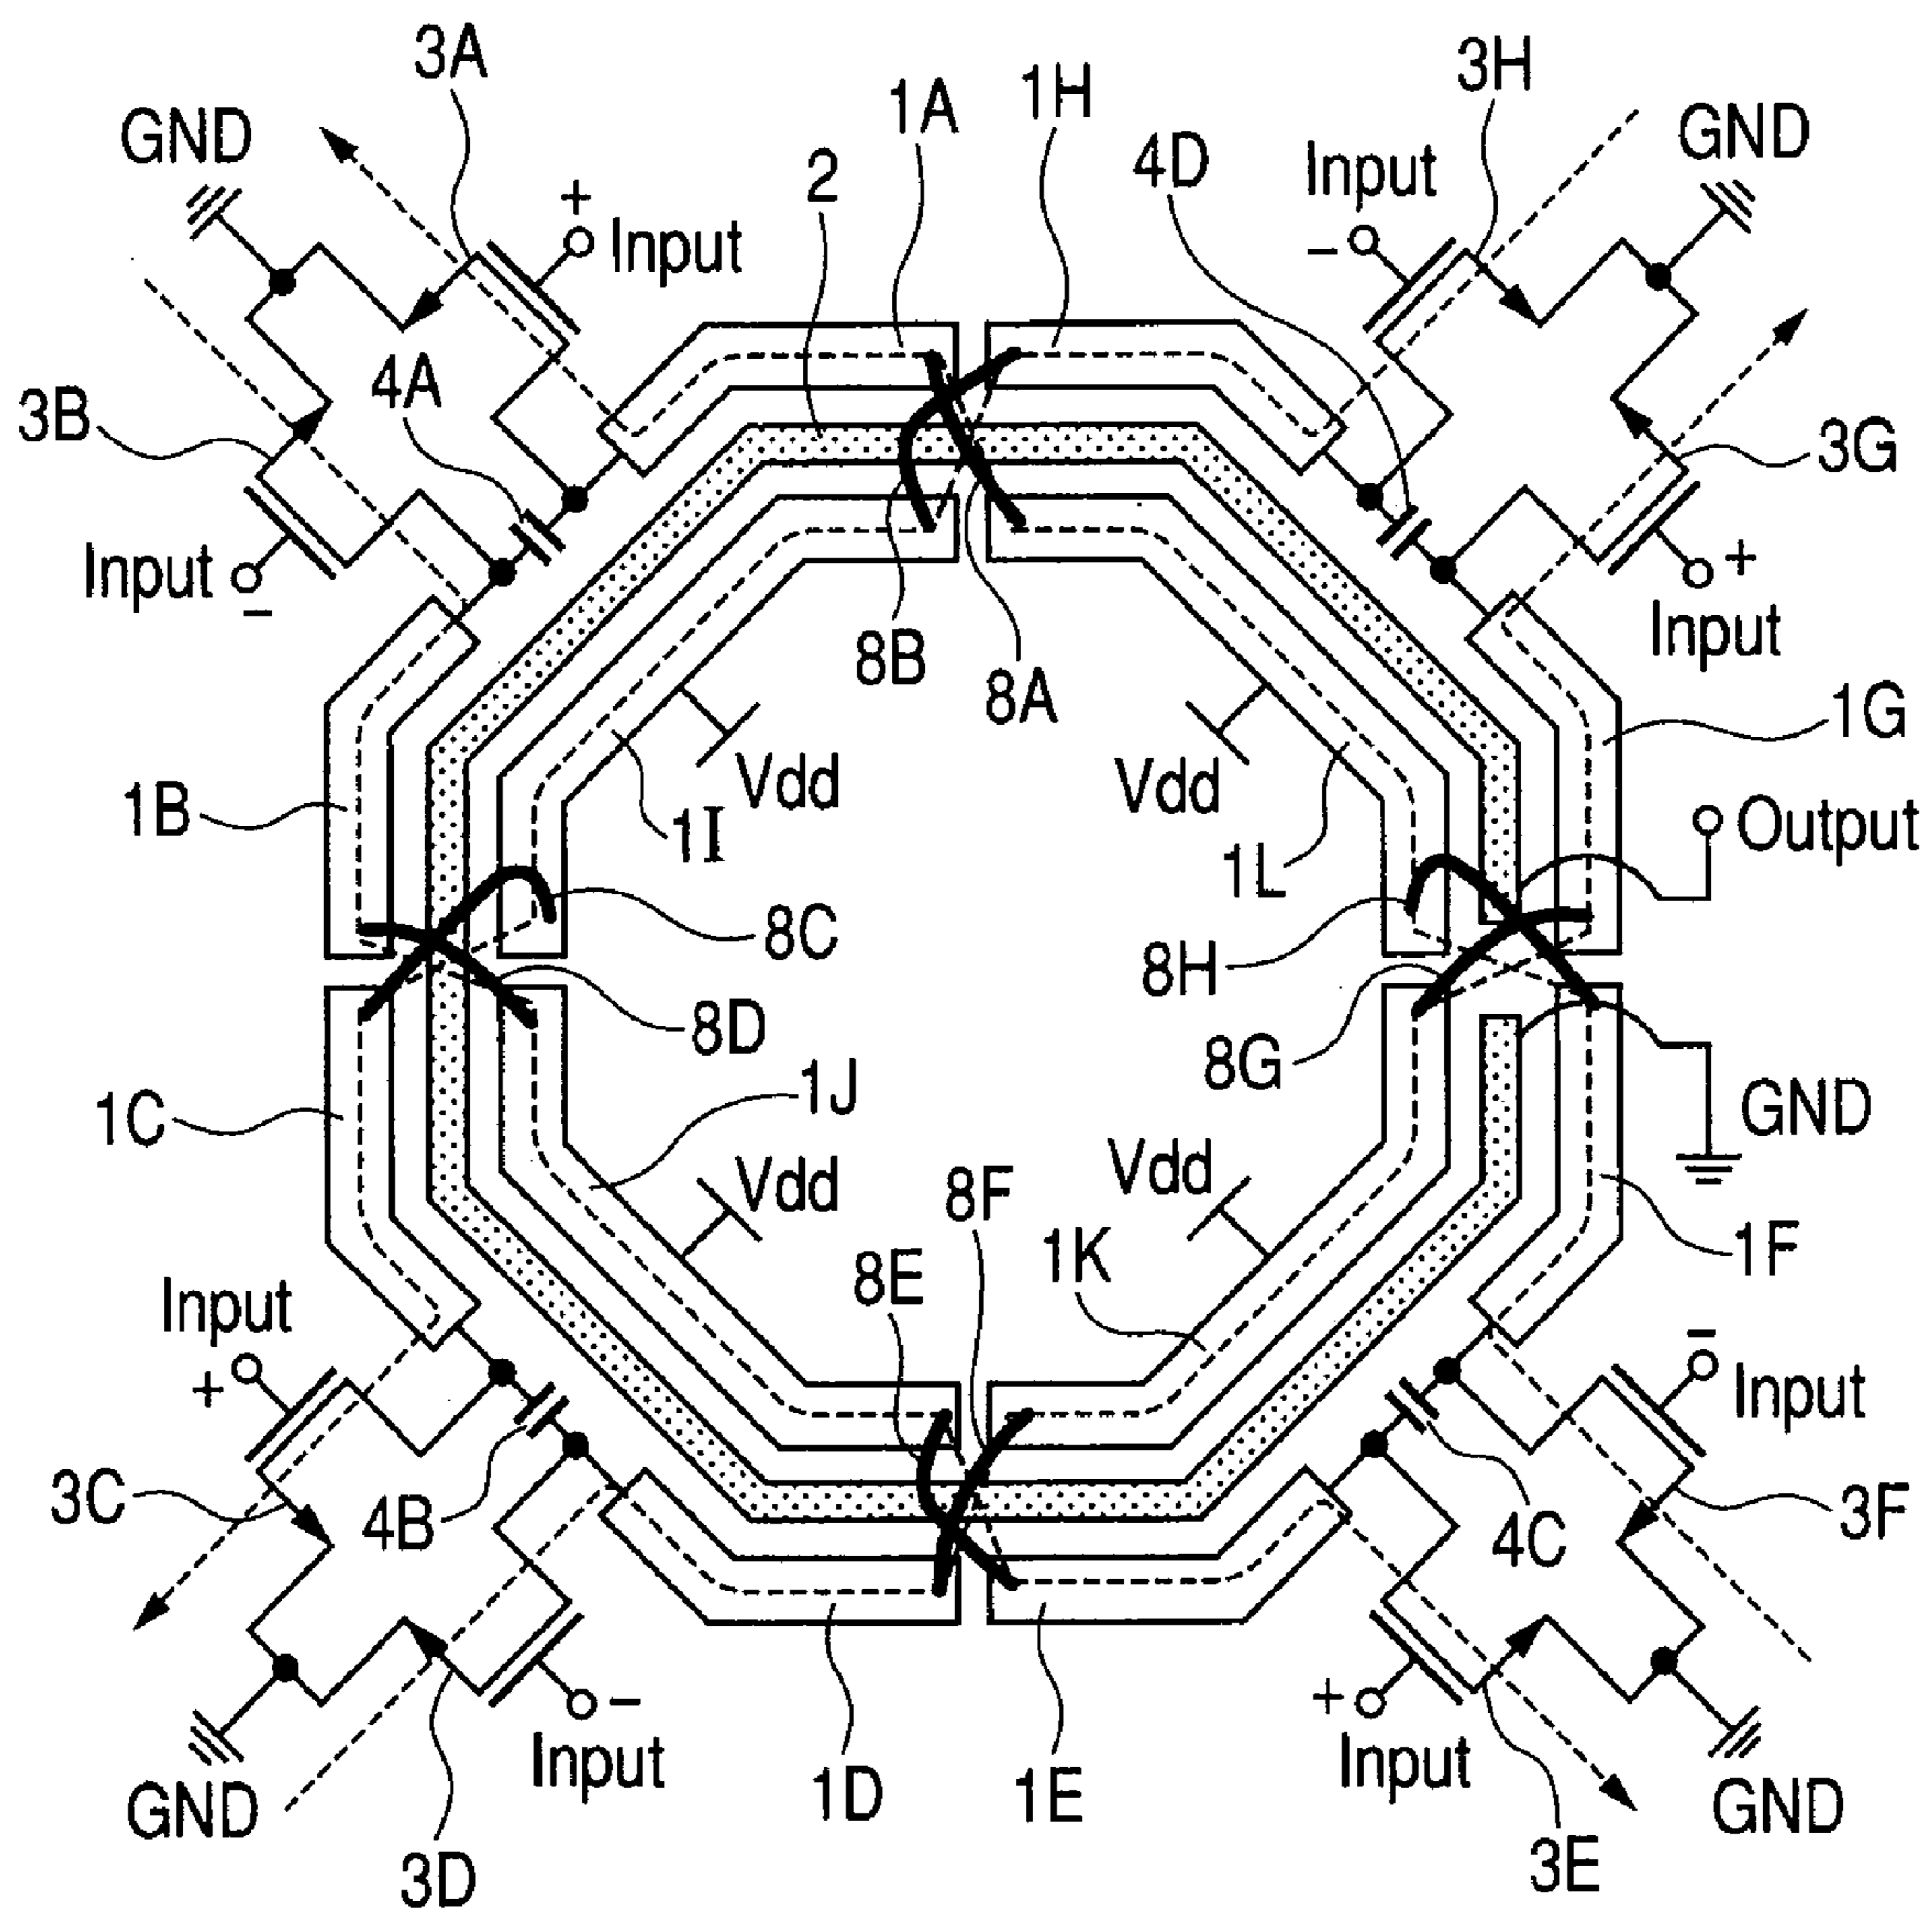 3A
3H
GND
1A
1H
GND
4D
2
Input
+
Input
−
4A
3B
3G
Input
−
+
Input
8B
8A
1G
Vdd
Vdd
1B
1I
Output
1L
8C
8H
8D
8G
1J
1C
GND
Vdd
Vdd
8F
1K
1F
8E
Input
+
−
Input
3C
4B
4C
3F
−
Input
+
Input
1D
1E
GND
GND
3D
3E